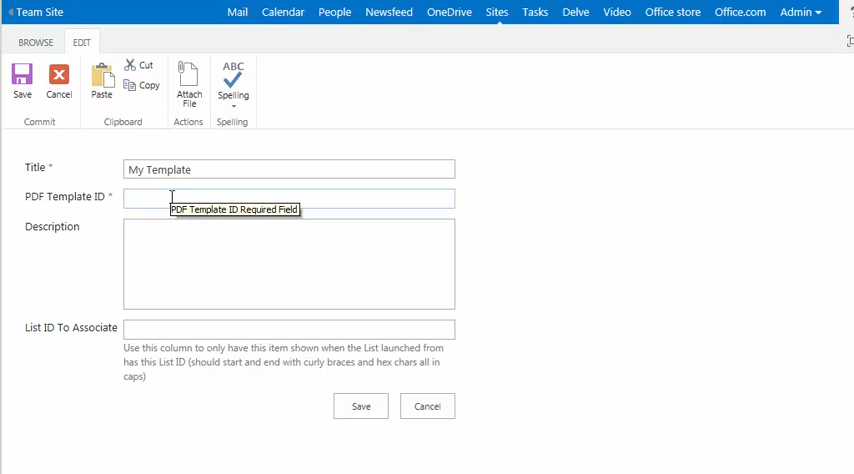 Team Site Mail Calendar People Newsfeed OneDrive Sites Tasks Delve Video Office store Office.com Admin ?
BROWSE EDIT
Save Cancel Paste Cut Copy Attach File ABC Spelling
Commit Clipboard Actions Spelling
Title * My Template
PDF Template ID *
PDF Template ID Required Field
Description
List ID To Associate
Use this column to only have this item shown when the List launched from
has this List ID (should start and end with curly braces and hex chars all in
caps)
Save Cancel